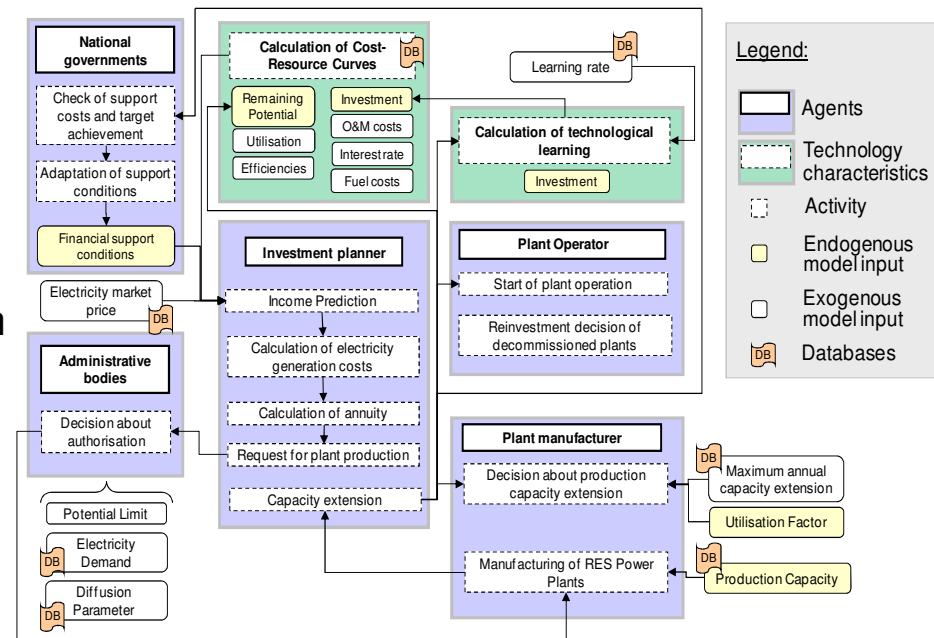 National
governments
Check of support
costs and target
achievement
Adaptation of support
conditions
Financial support
conditions
Electricity market
price
DB
n
Administrative
bodies
Decision about
authorisation
Potential Limit
Electricity
Demand
DB
Diffusion
Parameter
DB
Calculation of Cost-
Resource Curves
DB
Remaining
Potential
Utilisation
Efficiencies
Investment
O&M costs
Interest rate
Fuel costs
DB
Learning rate
Calculation of technological
learning
Investment
Investment planner
Income Prediction
Calculation of electricity
generation costs
Calculation of annuity
Request for plant production
Capacity extension
Plant Operator
Start of plant operation
Reinvestment decision of
decommissioned plants
Plant manufacturer
Decision about production
capacity extension
Manufacturing of RES Power
Plants
DB
Maximum annual
capacity extension
Utilisation Factor
DB
Production Capacity
Legend:
Agents
Technology
characteristics
Activity
Endogenous
model input
Exogenous
model input
DB Databases